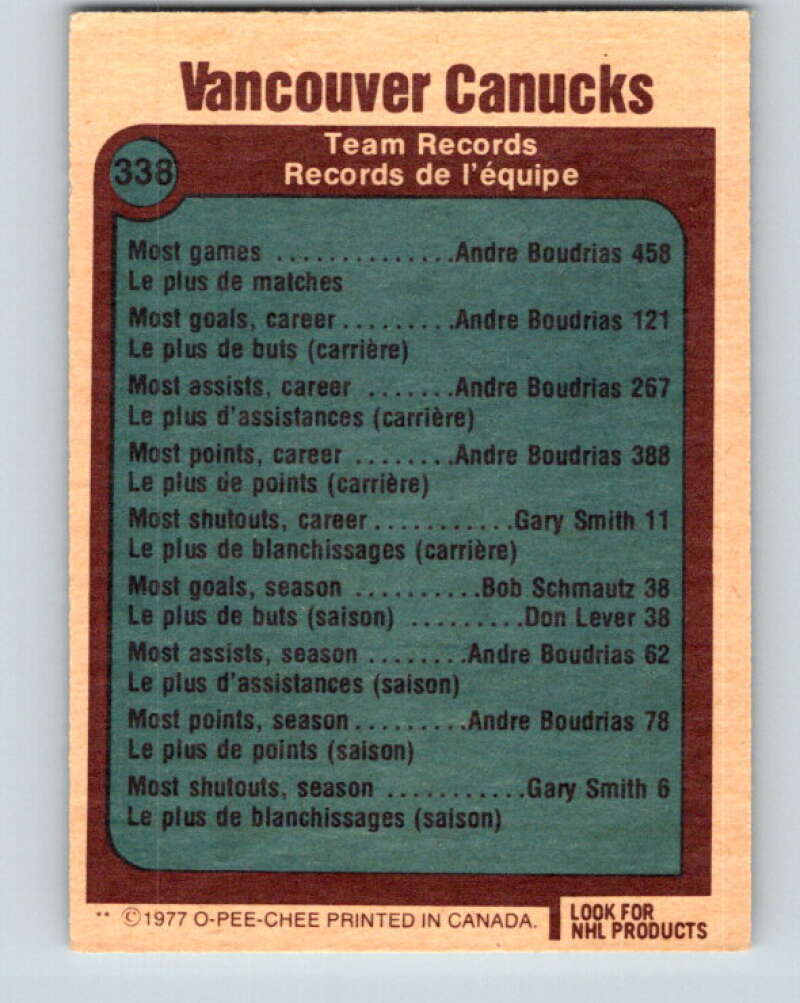 Vancouver Canucks
338
Team Records
Records de l'équipe
Most games ..............Andre Boudrias 458
Le plus de matches
Most goals, career.........Andre Boudrias 121
Le plus de buts (carrière)
Most assists, career .......Andre Boudrias 267
Le plus d'assistances (carrière)
Most points, career ........Andre Boudrias 388
Le plus de points (carrière)
Most shutouts, career...........Gary Smith 11
Le plus de blanchissages (carrière)
Most goals, season ..........Bob Schmautz 38
Le plus de buts (saison) .........Don Lever 38
Most assists, season ........Andre Boudrias 62
Le plus d'assistances (saison)
Most points, season.........Andre Boudrias 78
Le plus de points (saison)
Most shutouts, season ...........Gary Smith 6
Le plus de blanchissages (saison)
** ©1977 O-PEE-CHEE PRINTED IN CANADA.
LOOK FOR
NHL PRODUCTS